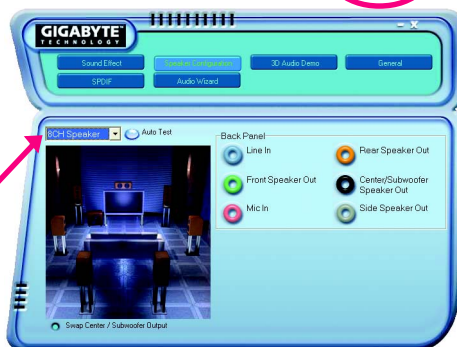 GIGABYTE™
TECHNOLOGY
Sound Effect
Speaker Configuration
3D Audio Demo
General
SPDIF
Audio Wizard
8CH Speaker
Auto Test
Back Panel
Line In
Rear Speaker Out
Front Speaker Out
Center/Subwoofer
Speaker Out
Mic In
Side Speaker Out
Swap Center / Subwoofer Output